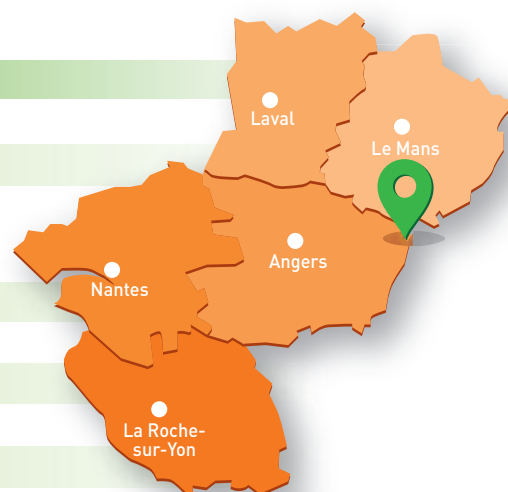 Laval
Le Mans
Angers
Nantes
La Roche-
sur-Yon